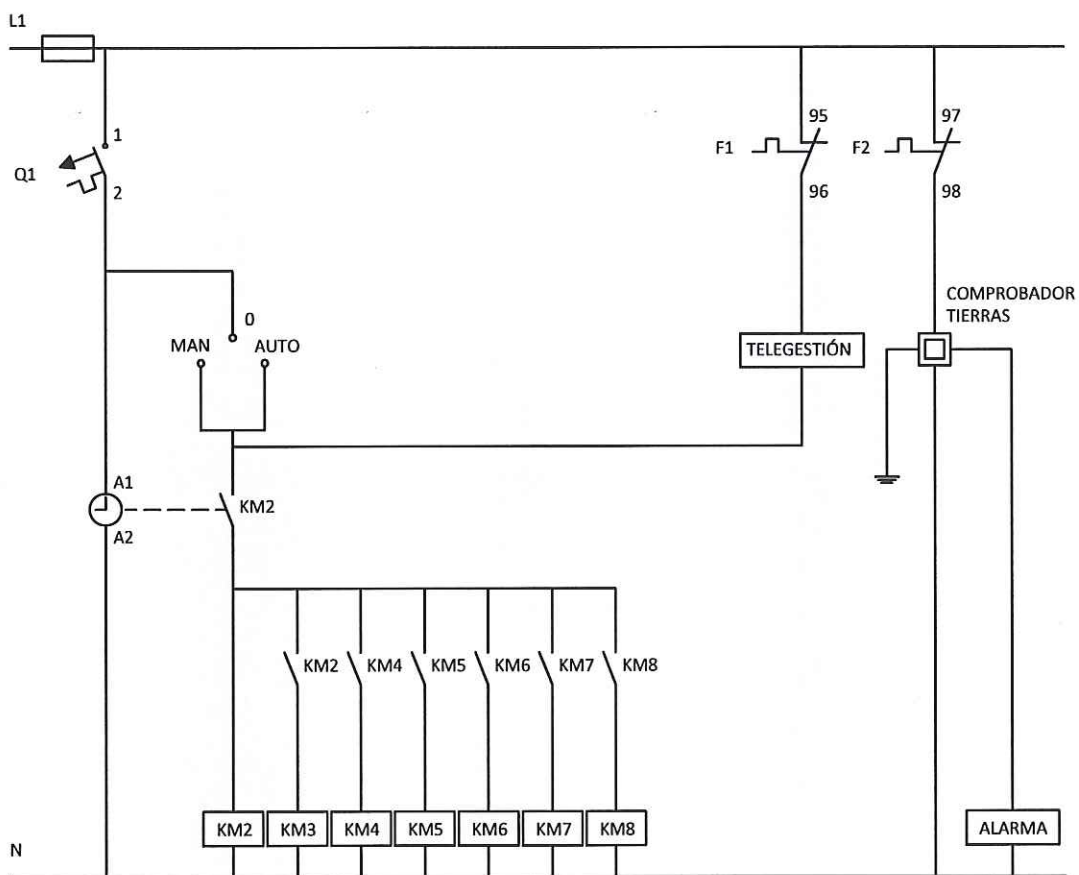 L1
1
Q1
2
95
F1
96
97
F2
98
0
MAN
AUTO
TELEGESTIÓN
COMPROBADOR
TIERRAS
A1
A2
KM2
KM2
KM4
KM5
KM6
KM7
KM8
KM2
KM3
KM4
KM5
KM6
KM7
KM8
ALARMA
N